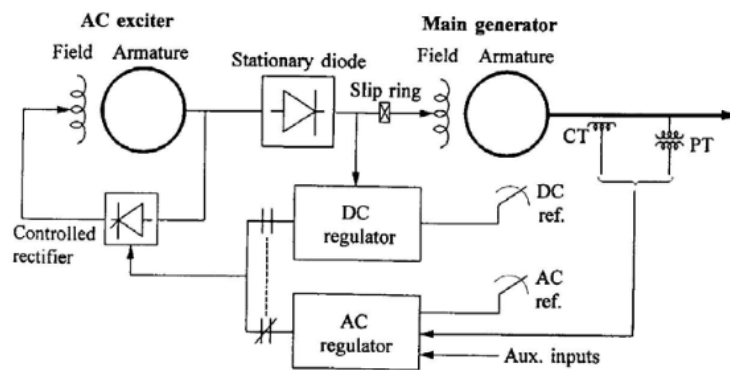 AC exciter
Main generator
Field Armature
Stationary diode
Field Armature
Slip ring
CT
PT
Controlled
rectifier
DC
regulator
DC
ref.
AC
regulator
AC
ref.
Aux. inputs